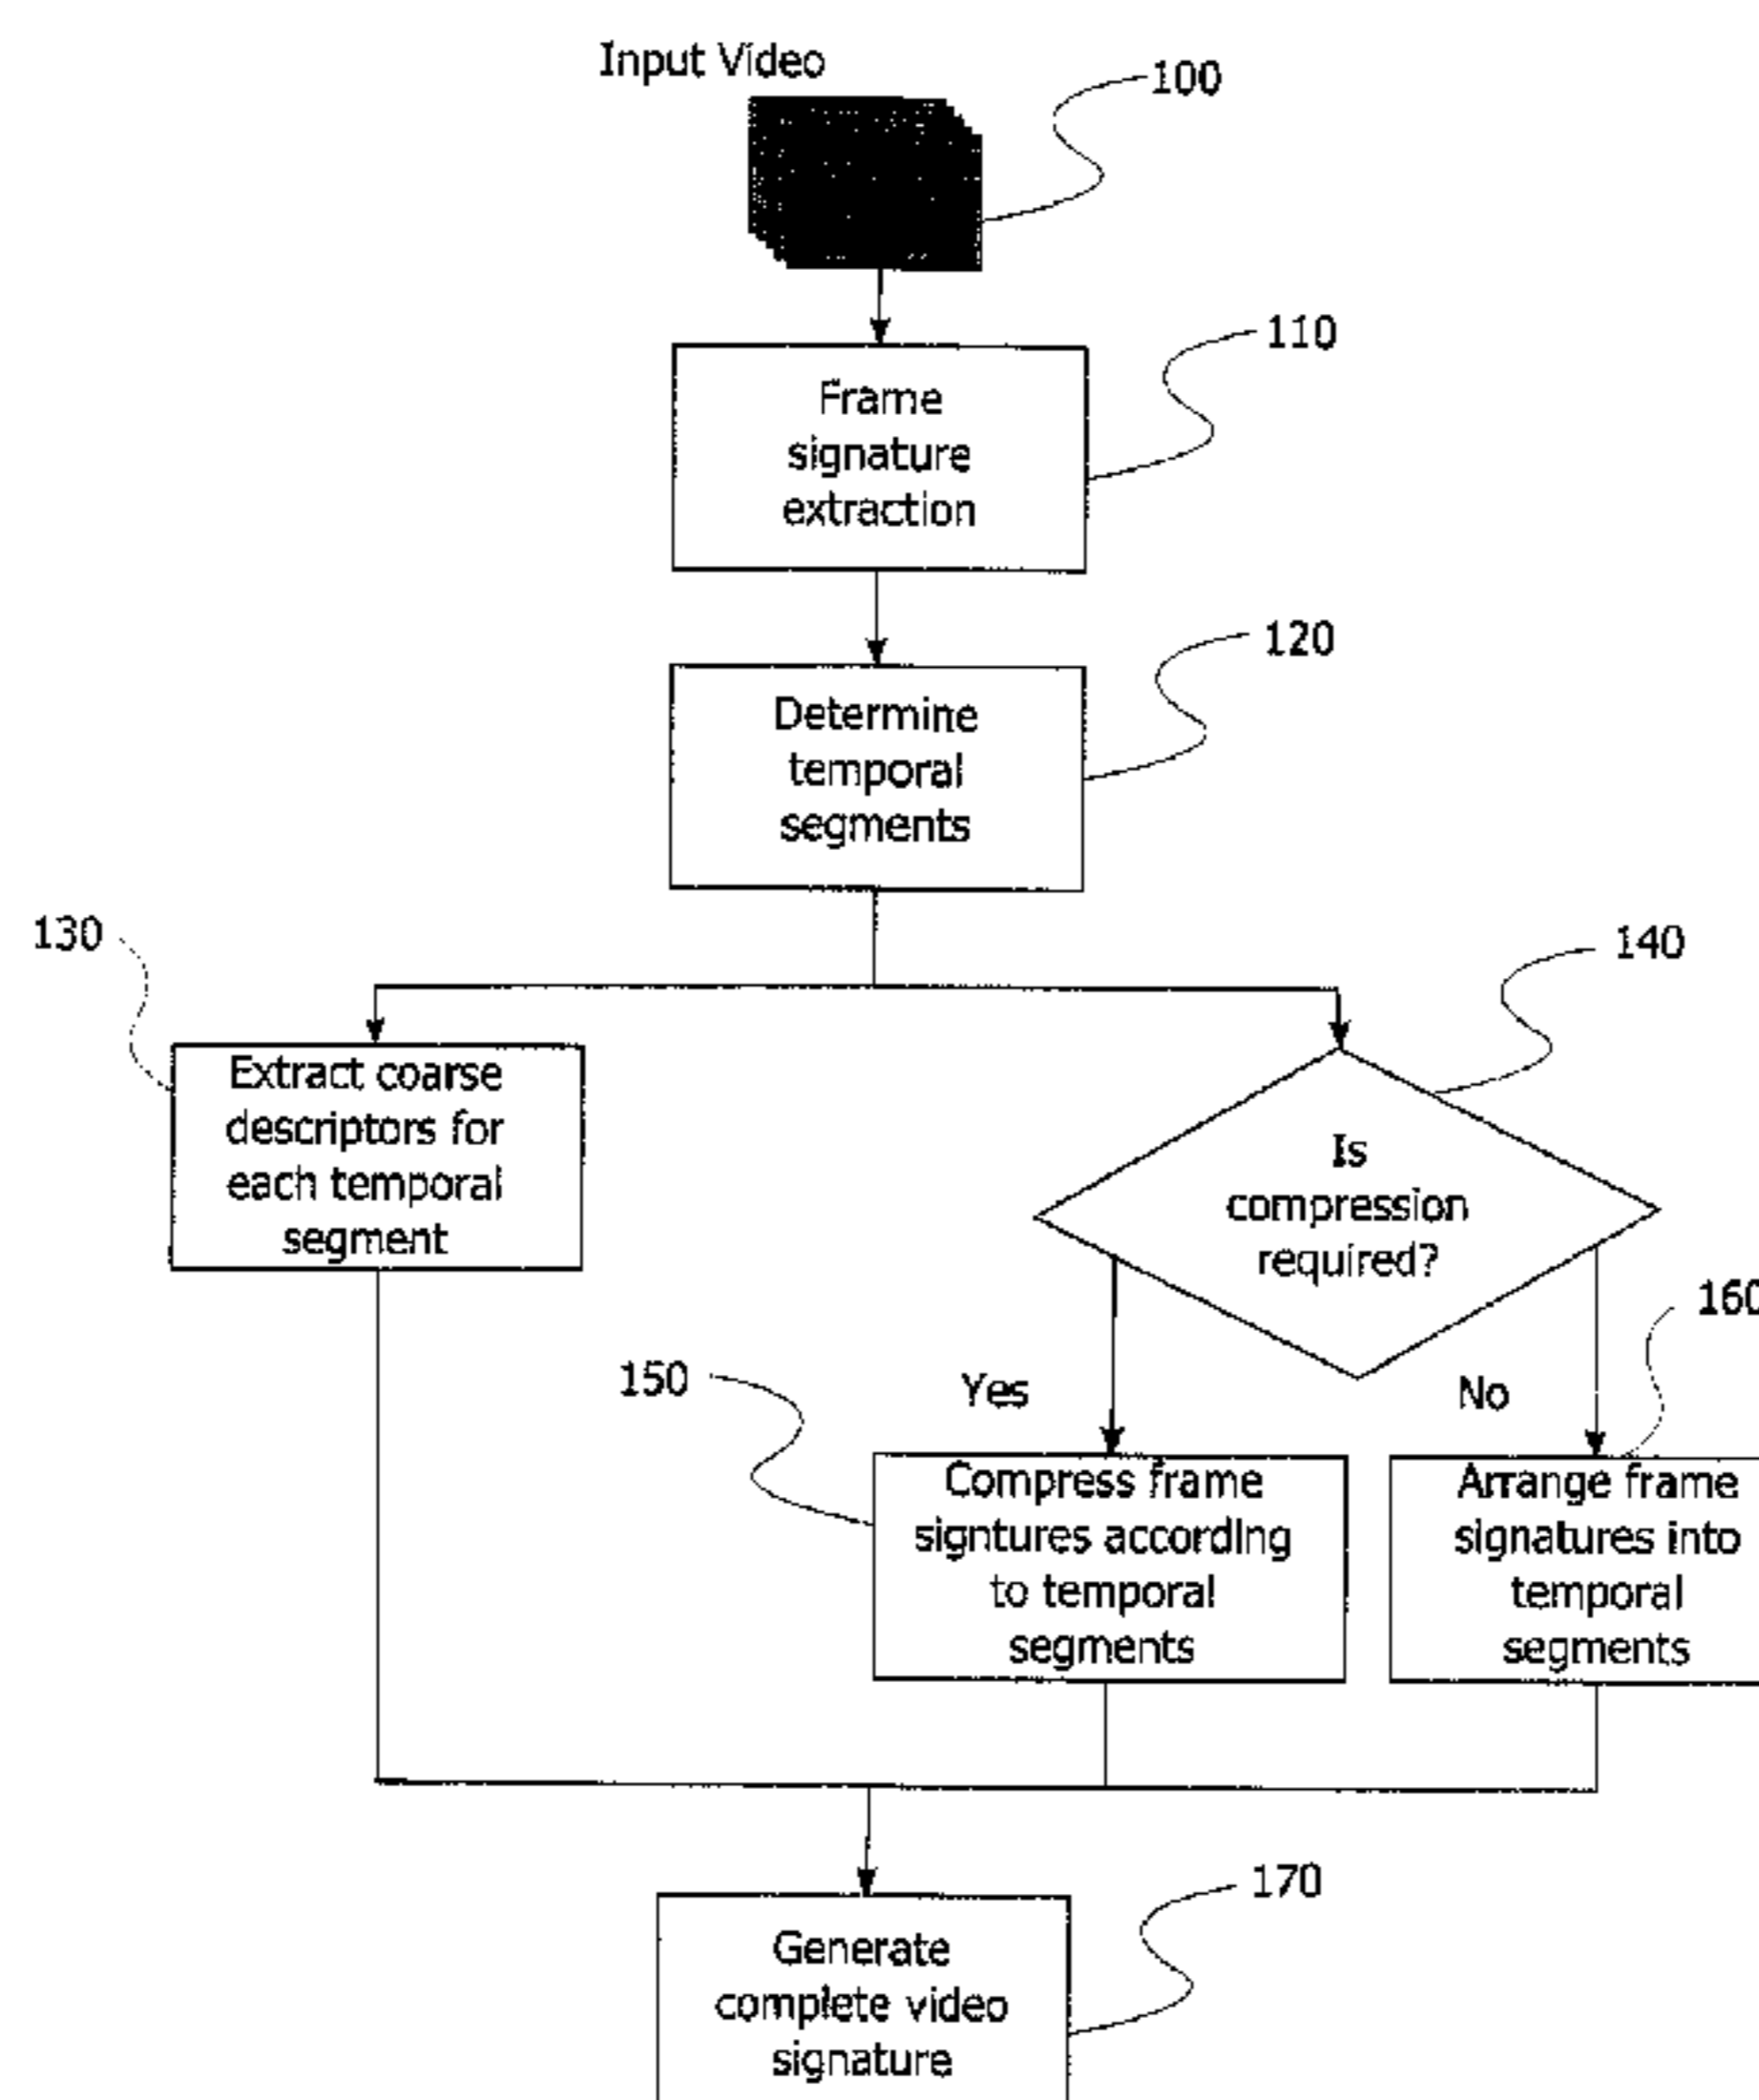 Input Video
100
110
Frame
signature
extraction
120
Determine
temporal
segments
130
140
Extract coarse
descriptors for
each temporal
segment
Is
compression
required?
160
150
Yes
No
Compress frame
signtures according
to temporal
segments
Arrange frame
signatures into
temporal
segments
170
Generate
complete video
signature